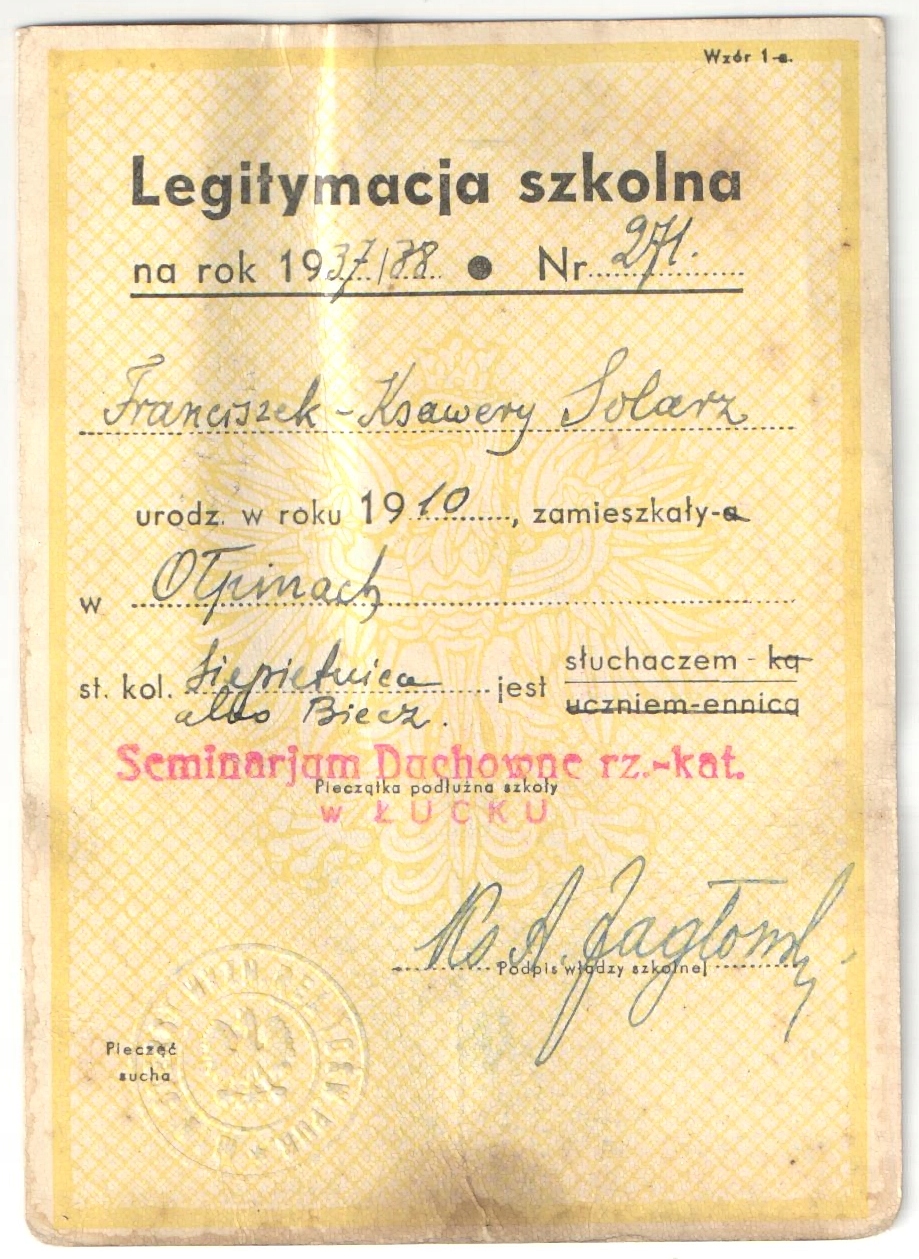 Wzór 1-a.
Legitymacja szkolna
na rok 1937/38 ● Nr 271.
Franciszek-Ksawery Solarz
urodz. w roku 1910, zamieszkały-a
w Ołpinach
st. kol. Siepietnica jest słuchaczem-ką
albo Biecz. uczniem-ennicą
Seminarjum Duchowne rz.-kat.
Pieczątka podłużna szkoły
w ŁUCKU
Ks A.
Podpis władzy szkolnej
Pieczęć
sucha